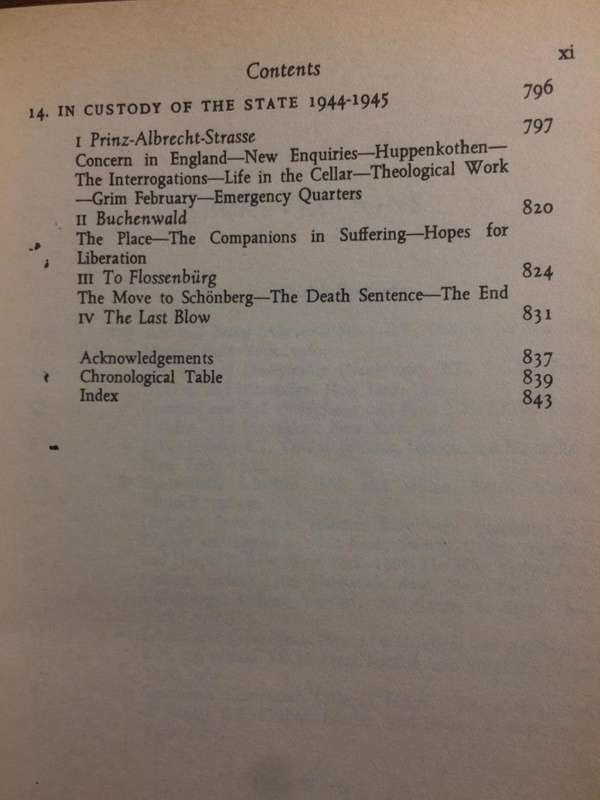 xi
Contents
14. IN CUSTODY OF THE STATE 1944-1945 796
I Prinz-Albrecht-Strasse 797
Concern in England—New Enquiries—Huppenkothen—
The Interrogations—Life in the Cellar—Theological Work
—Grim February—Emergency Quarters
II Buchenwald 820
The Place—The Companions in Suffering—Hopes for
Liberation
III To Flossenbürg 824
The Move to Schönberg—The Death Sentence—The End
IV The Last Blow 831
Acknowledgements 837
Chronological Table 839
Index 843